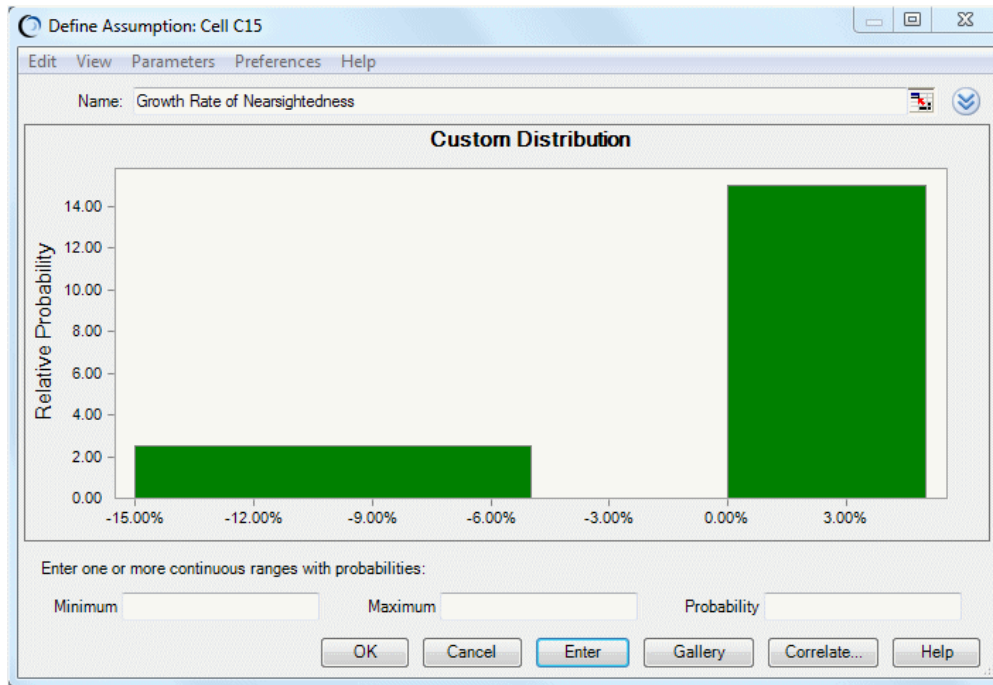 Define Assumption: Cell C15
Edit View Parameters Preferences Help
Name: Growth Rate of Nearsightedness
Custom Distribution
Relative Probability
14.00
12.00
10.00
8.00
6.00
4.00
2.00
0.00
-15.00% -12.00% -9.00% -6.00% -3.00% 0.00% 3.00%
Enter one or more continuous ranges with probabilities:
Minimum Maximum Probability
OK Cancel Enter Gallery Correlate... Help